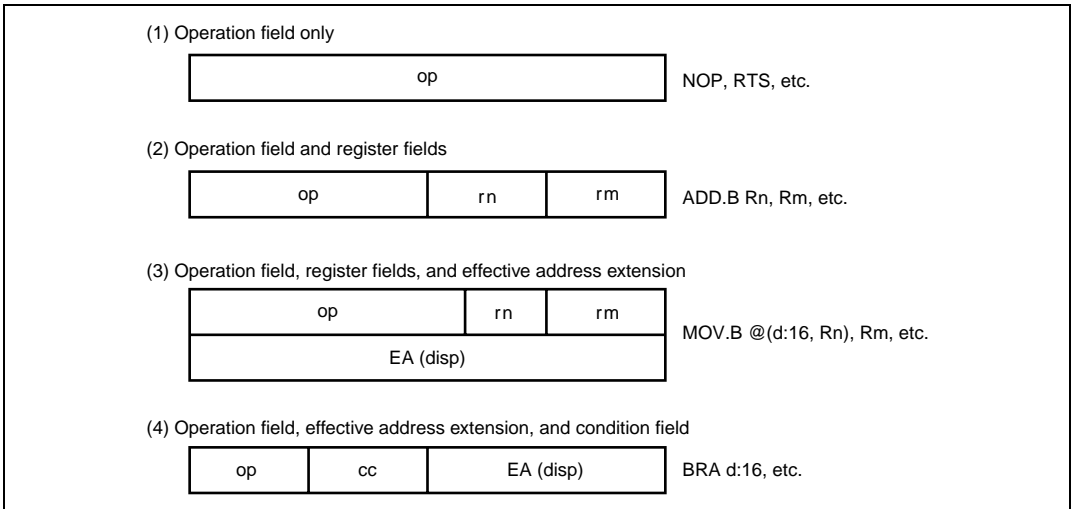 (1) Operation field only
op
NOP, RTS, etc.
(2) Operation field and register fields
op rn rm
ADD.B Rn, Rm, etc.
(3) Operation field, register fields, and effective address extension
op rn rm
EA (disp)
MOV.B @(d:16, Rn), Rm, etc.
(4) Operation field, effective address extension, and condition field
op cc EA (disp)
BRA d:16, etc.